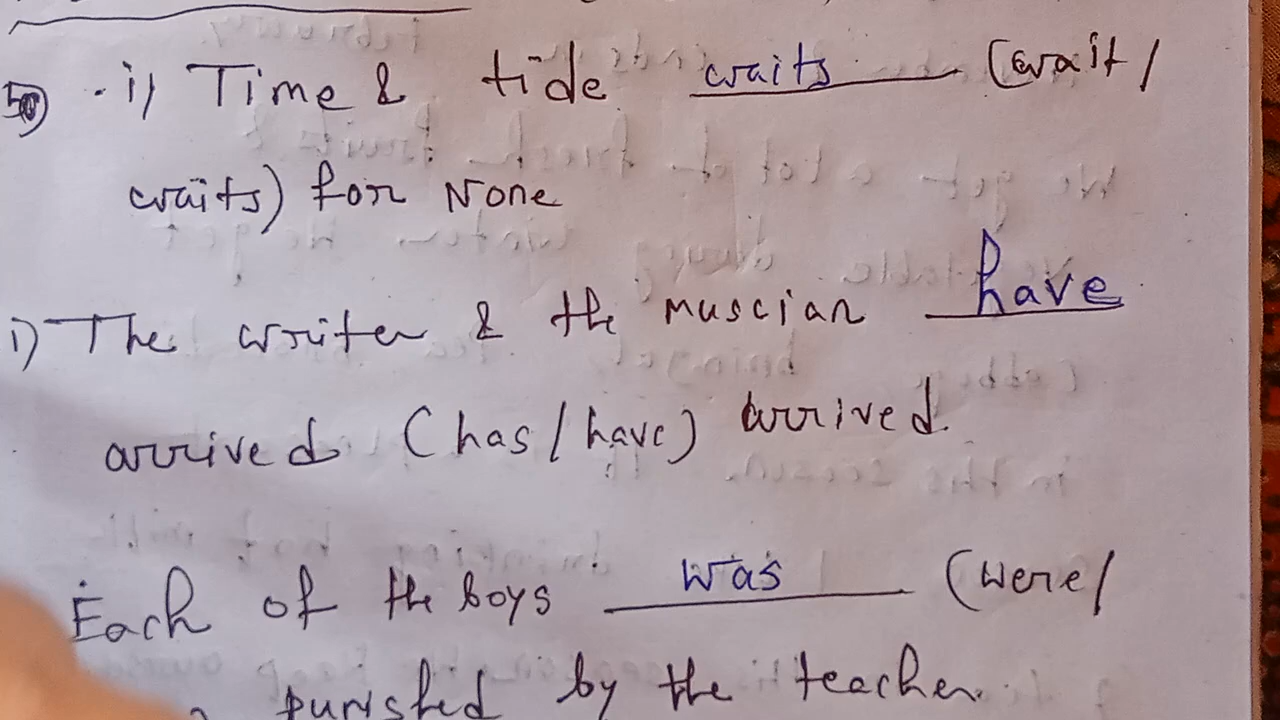 5) i) Time & tide waits (wait/
waits) for None
i) The writer & the muscian have
arrived (has/have) arrived.
Each of the boys was (were/
punished by the teacher.